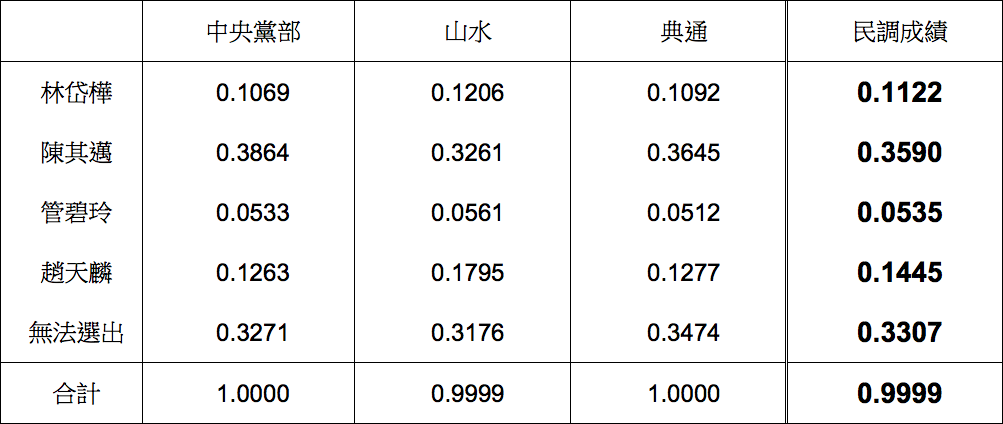 中央黨部 山水 典通 民調成績
林岱樺 0.1069 0.1206 0.1092 0.1122
陳其邁 0.3864 0.3261 0.3645 0.3590
管碧玲 0.0533 0.0561 0.0512 0.0535
趙天麟 0.1263 0.1795 0.1277 0.1445
無法選出 0.3271 0.3176 0.3474 0.3307
合計 1.0000 0.9999 1.0000 0.9999